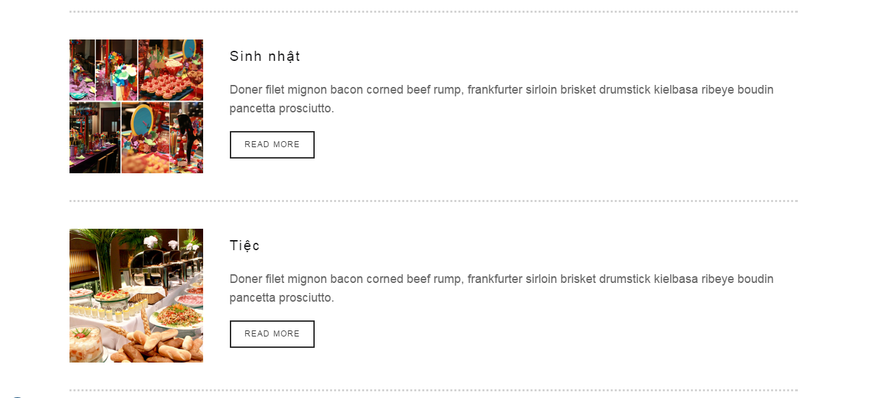 Sinh nhật
Doner filet mignon bacon corned beef rump, frankfurter sirloin brisket drumstick kielbasa ribeye boudin
pancetta prosciutto.
READ MORE
Tiệc
Doner filet mignon bacon corned beef rump, frankfurter sirloin brisket drumstick kielbasa ribeye boudin
pancetta prosciutto.
READ MORE